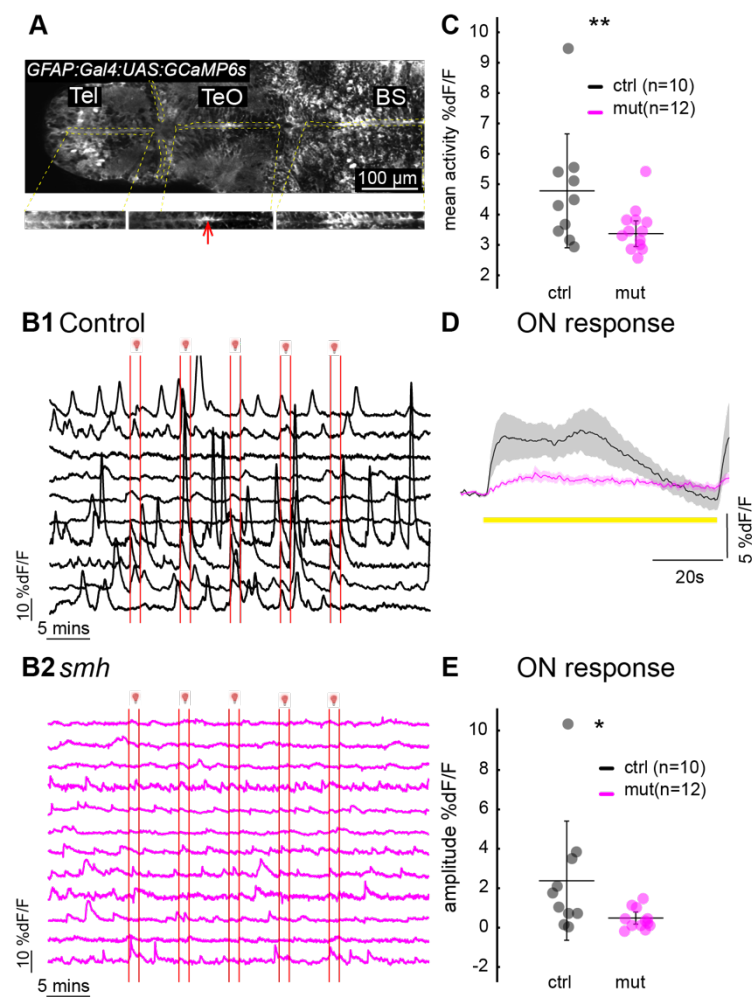 A
GFAP:Gal4:UAS:GCaMP6s
Tel
TeO
BS
100 µm
C
**
mean activity %dF/F
10
9
8
7
6
5
4
3
2
ctrl (n=10)
mut(n=12)
ctrl
mut
B1 Control
10 %dF/F
5 mins
D
ON response
5 %dF/F
20s
B2 smh
10 %dF/F
5 mins
E
ON response
*
amplitude %dF/F
10
8
6
4
2
0
-2
ctrl (n=10)
mut(n=12)
ctrl
mut